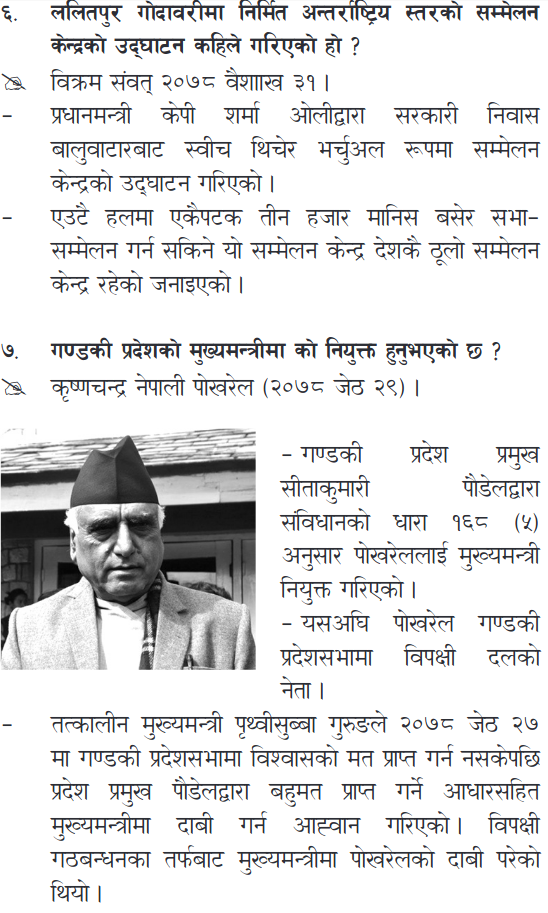 ६. ललितपुर गोदावरीमा निर्मित अन्तर्राष्ट्रिय स्तरको सम्मेलन
केन्द्रको उद्घाटन कहिले गरिएको हो ?
विक्रम संवत् २०७८ वैशााख ३१ ।
- प्रधानमन्त्री केपी शर्मा ओलीद्वारा सरकारी निवास
बालुवाटारबाट स्वीच थिचेर भर्चुअल रूपमा सम्मेलन
केन्द्रको उद्घाटन गरिएको ।
- एउटै हलमा एकैपटक तीन हजार मानिस बसेर सभा-
सम्मेलन गर्न सकिने यो सम्मेलन केन्द्र देशकै ठूलो सम्मेलन
केन्द्र रहेको जनाइएको ।
७. गण्डकी प्रदेशको मुख्यमन्त्रीमा को नियुक्त हुनुभएको छ ?
कृष्णचन्द्र नेपाली पोखरेल (२०७८ जेठ २९) ।
- गण्डकी प्रदेश प्रमुख
सीताकुमारी पौडेलद्वारा
संविधानको धारा १६८ (५)
अनुसार पोखरेललाई मुख्यमन्त्री
नियुक्त गरिएको ।
- यसअघि पोखरेल गण्डकी
प्रदेशसभामा विपक्षी दलको
नेता ।
- तत्कालीन मुख्यमन्त्री पृथ्वीसुब्बा गुरुङले २०७८ जेठ २७
मा गण्डकी प्रदेशसभामा विश्वासको मत प्राप्त गर्न नसकेपछि
प्रदेश प्रमुख पौडेलद्वारा बहुमत प्राप्त गर्ने आधारसहित
मुख्यमन्त्रीमा दाबी गर्न आह्वान गरिएको । विपक्षी
गठबन्धनका तर्फबाट मुख्यमन्त्रीमा पोखरेलको दाबी परेको
थियो ।